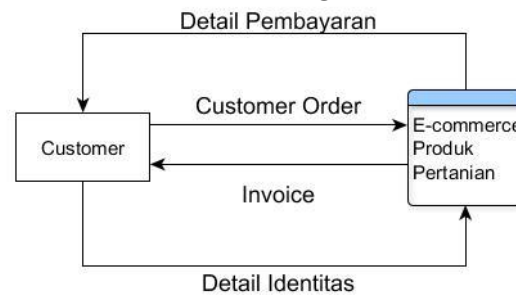 Detail Pembayaran
Customer Order
Customer
E-commerce
Produk
Pertanian
Invoice
Detail Identitas